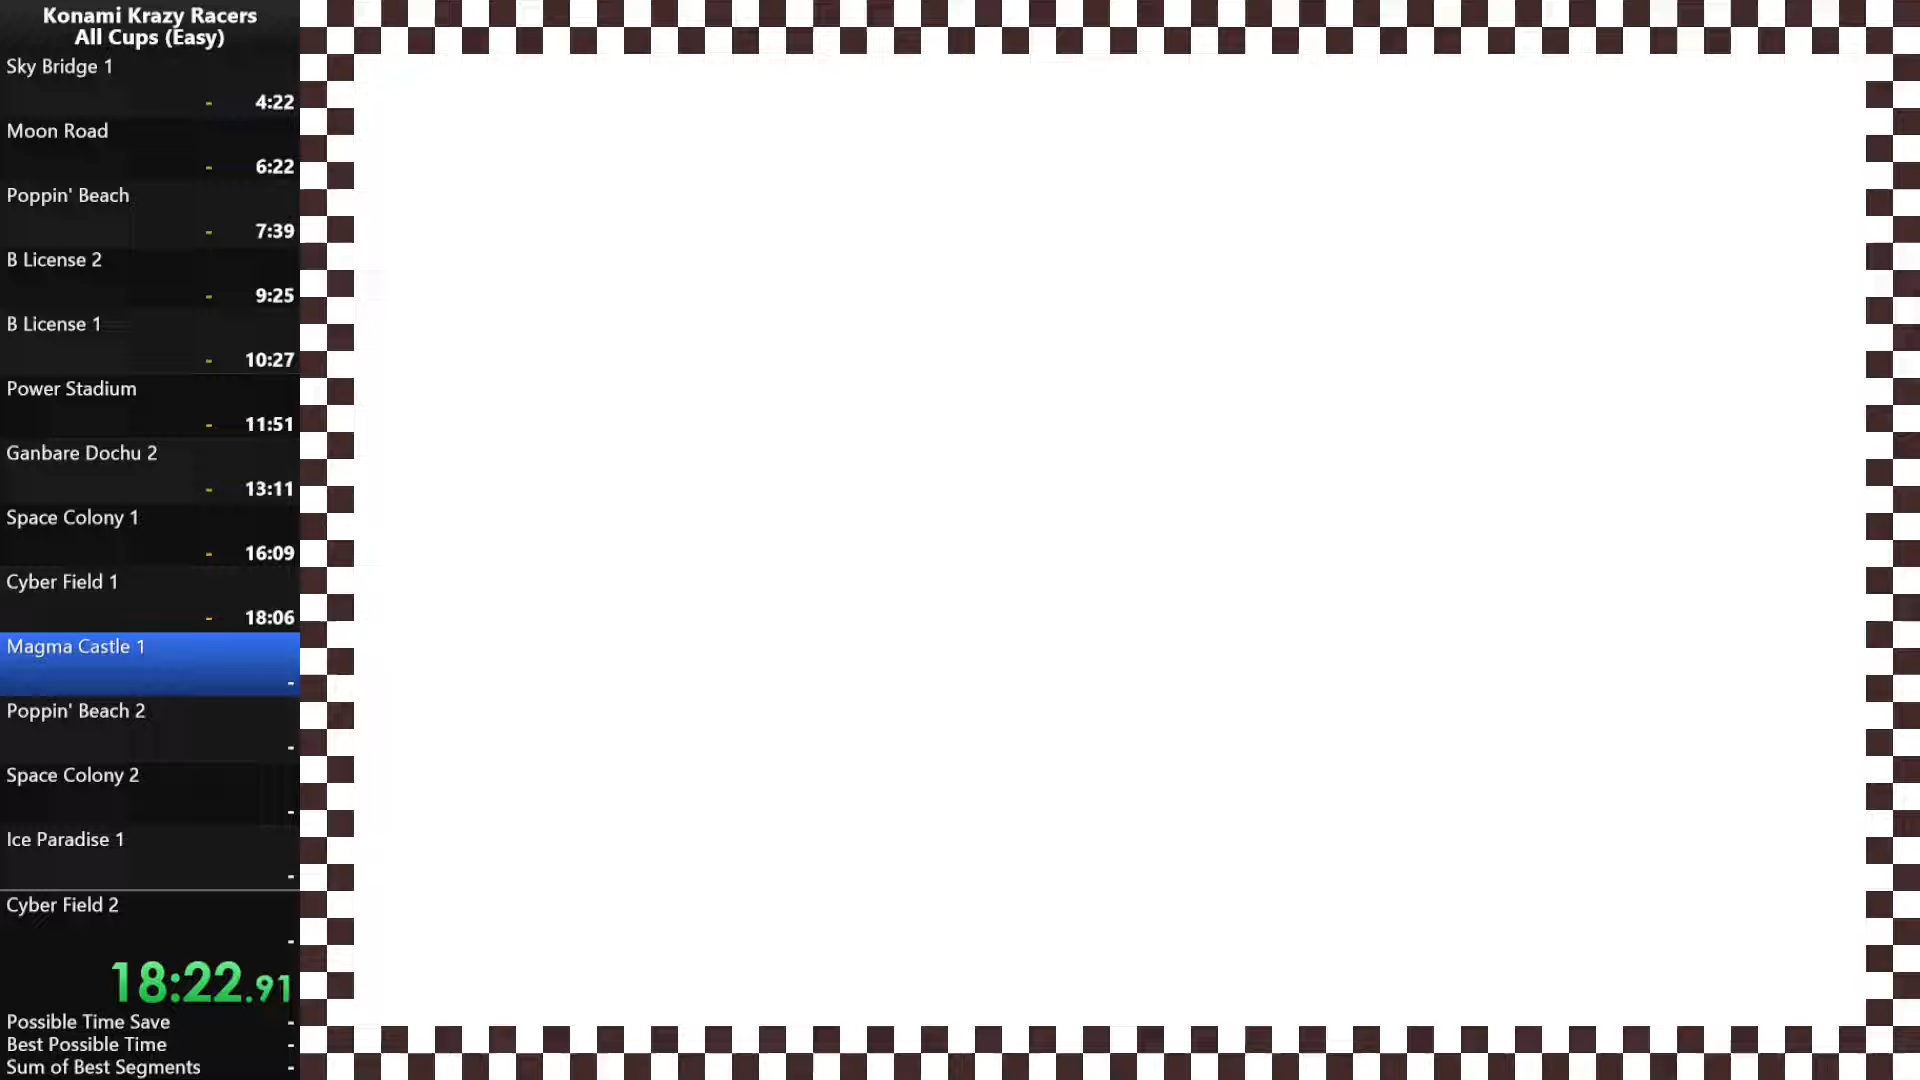 Konami Krazy Racers
All Cups (Easy)
Sky Bridge 1
- 4:22
Moon Road
- 6:22
Poppin' Beach
- 7:39
B License 2
- 9:25
B License 1
- 10:27
Power Stadium
- 11:51
Ganbare Dochu 2
- 13:11
Space Colony 1
- 16:09
Cyber Field 1
- 18:06
Magma Castle 1
-
Poppin' Beach 2
-
Space Colony 2
-
Ice Paradise 1
-
Cyber Field 2
-
18:22.91
Possible Time Save -
Best Possible Time -
Sum of Best Segments -